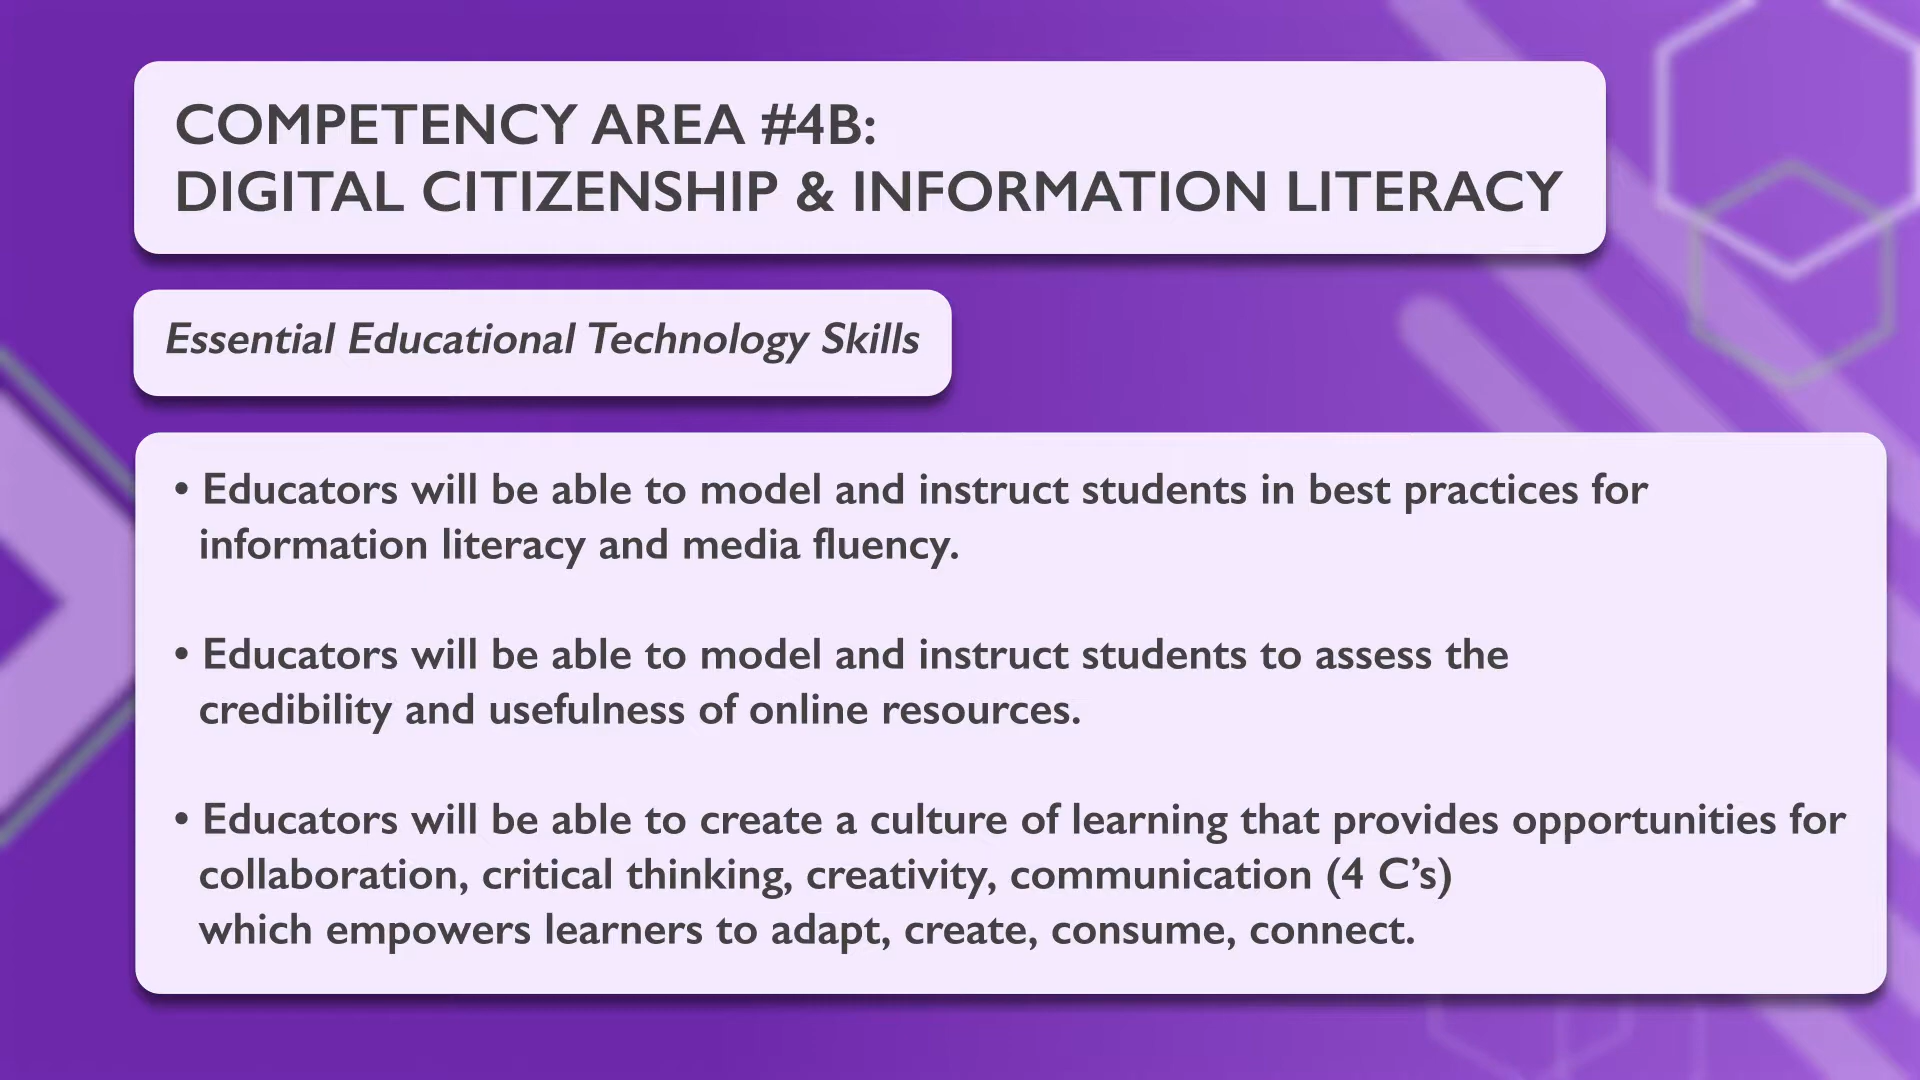 COMPETENCY AREA #4B:
DIGITAL CITIZENSHIP & INFORMATION LITERACY
Essential Educational Technology Skills
• Educators will be able to model and instruct students in best practices for
information literacy and media fluency.
• Educators will be able to model and instruct students to assess the
credibility and usefulness of online resources.
• Educators will be able to create a culture of learning that provides opportunities for
collaboration, critical thinking, creativity, communication (4 C’s)
which empowers learners to adapt, create, consume, connect.